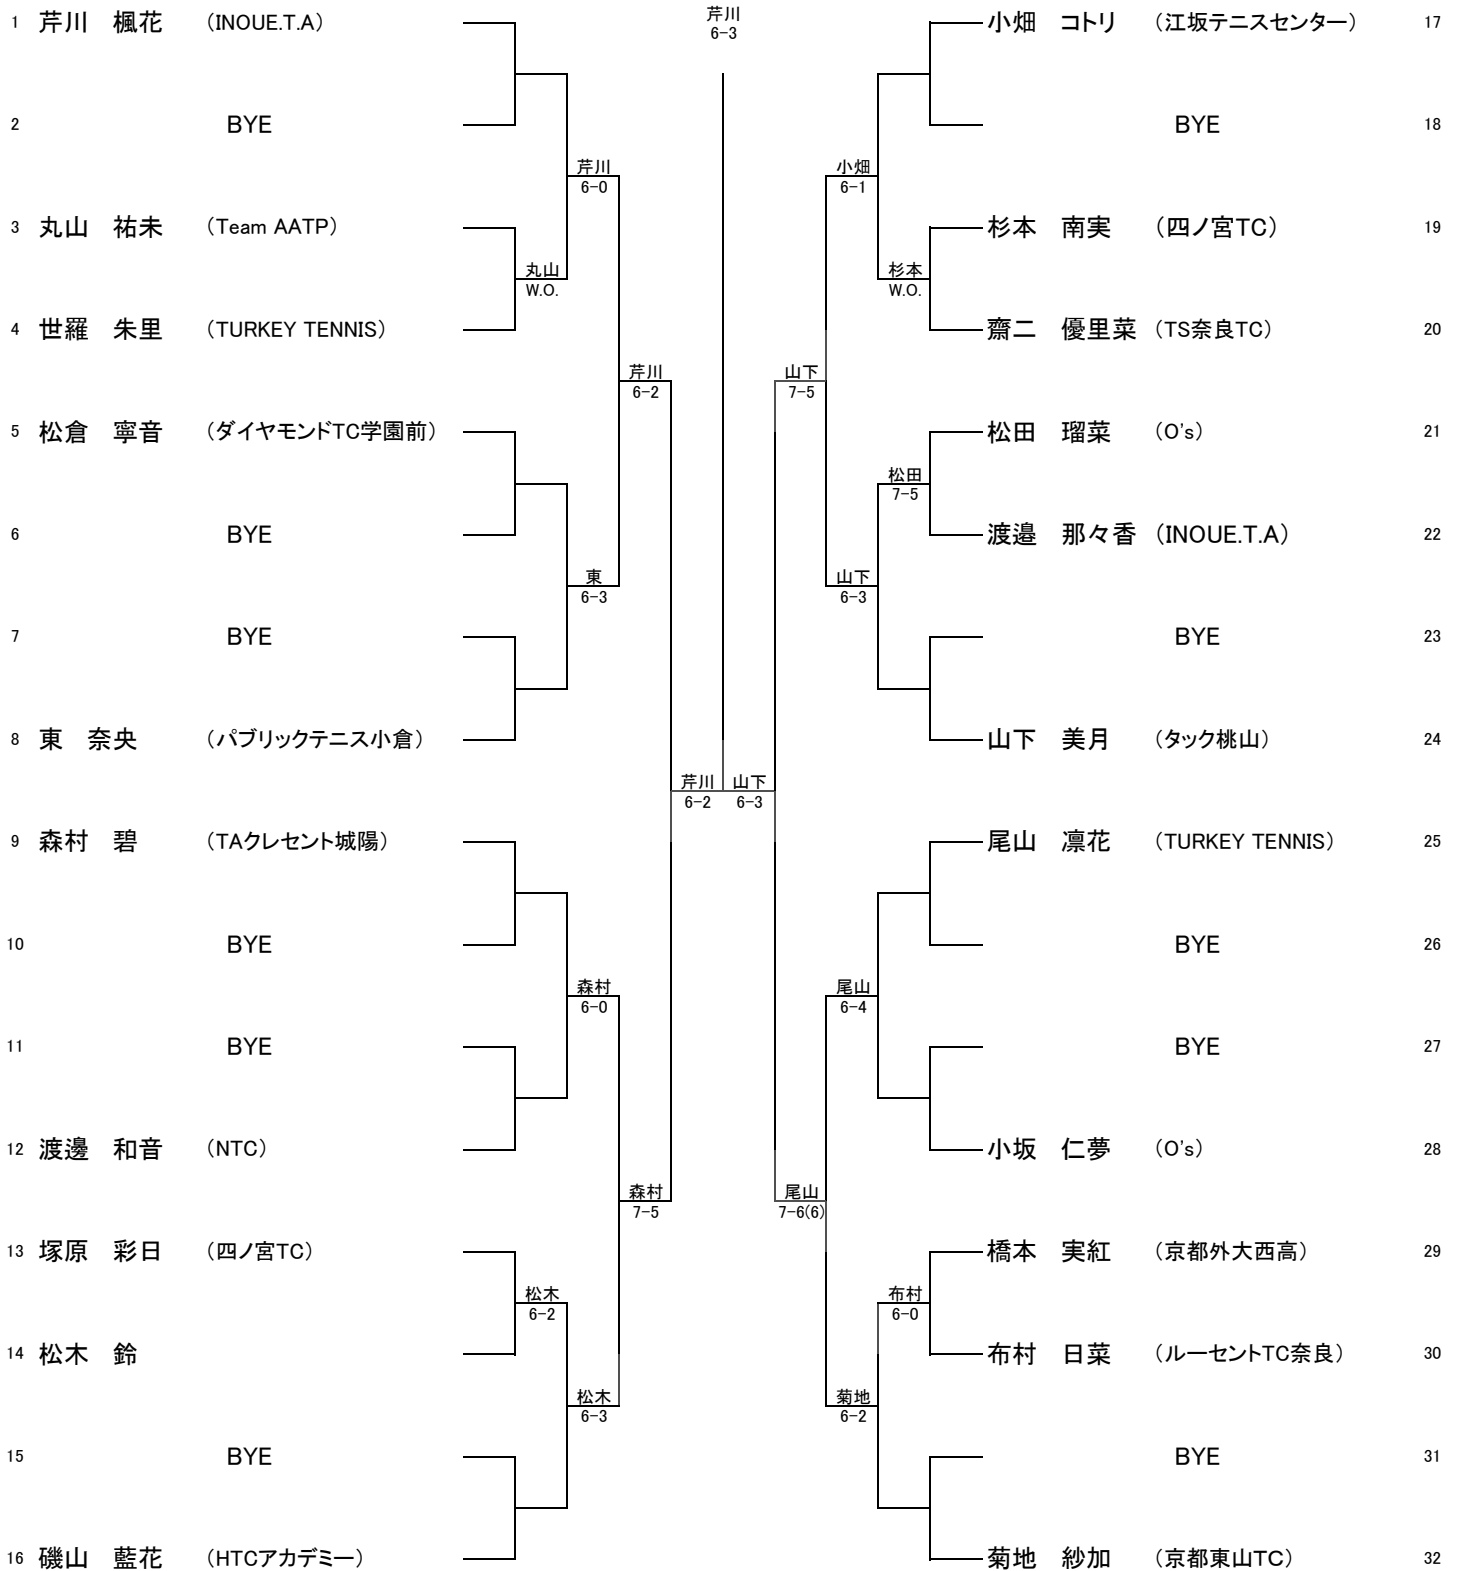 芹川
6-3
1 芹川 楓花 (INOUE.T.A)
2 BYE
芹川
6-0
3 丸山 祐未 (Team AATP)
丸山
W.O.
4 世羅 朱里 (TURKEY TENNIS)
芹川
6-2
5 松倉 寧音 (ダイヤモンドTC学園前)
6 BYE
東
6-3
7 BYE
8 東 奈央 (パブリックテニス小倉)
芹川
6-2
9 森村 碧 (TAクレセント城陽)
10 BYE
森村
6-0
11 BYE
12 渡邊 和音 (NTC)
森村
7-5
13 塚原 彩日 (四ノ宮TC)
松木
6-2
14 松木 鈴
松木
6-3
15 BYE
16 磯山 藍花 (HTCアカデミー)
小畑 コトリ (江坂テニスセンター) 17
BYE 18
小畑
6-1
杉本 南実 (四ノ宮TC) 19
杉本
W.O.
齋二 優里菜 (TS奈良TC) 20
山下
7-5
松田 瑠菜 (O's) 21
松田
7-5
渡邉 那々香 (INOUE.T.A) 22
山下
6-3
BYE 23
山下 美月 (タック桃山) 24
山下
6-3
尾山 凛花 (TURKEY TENNIS) 25
BYE 26
尾山
6-4
BYE 27
小坂 仁夢 (O's) 28
尾山
7-6(6)
橋本 実紅 (京都外大西高) 29
布村
6-0
布村 日菜 (ルーセントTC奈良) 30
菊地
6-2
BYE 31
菊地 紗加 (京都東山TC) 32